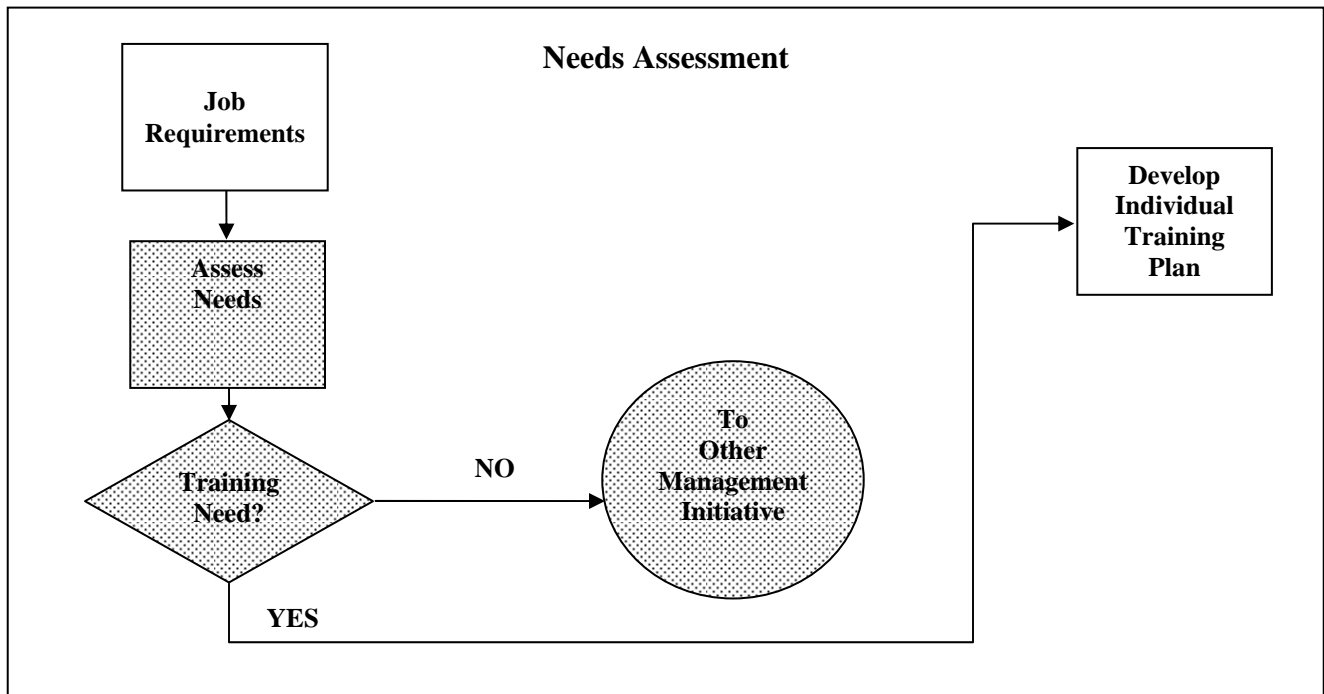 Needs Assessment
Job
Requirements
Assess
Needs
Training
Need?
NO
To
Other
Management
Initiative
YES
Develop
Individual
Training
Plan